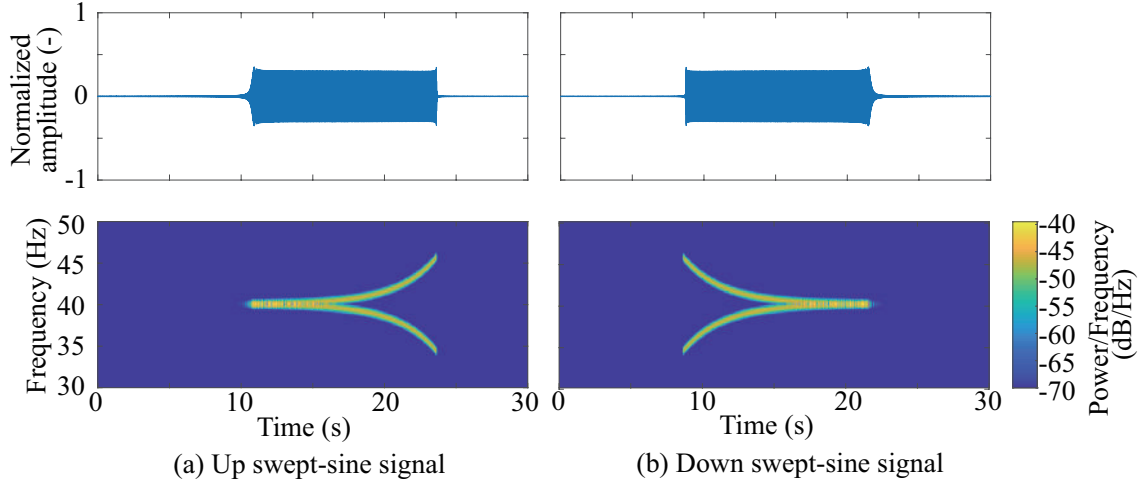 Normalized
amplitude (-)
1
0
-1
Frequency (Hz)
50
45
40
35
30
0 10 20 30
Time (s)
(a) Up swept-sine signal
0 10 20 30
Time (s)
(b) Down swept-sine signal
-40
-45
-50
-55
-60
-65
-70
Power/Frequency
(dB/Hz)